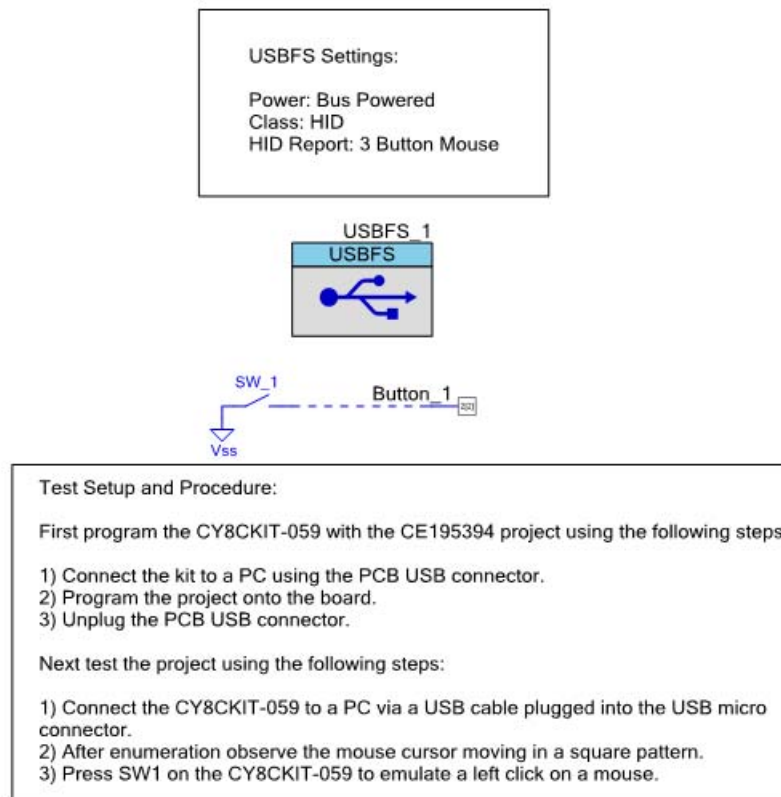 USBFS Settings:
Power: Bus Powered
Class: HID
HID Report: 3 Button Mouse
USBFS_1
USBFS
SW_1
Button_1
2[2]
Vss
Test Setup and Procedure:
First program the CY8CKIT-059 with the CE195394 project using the following steps
1) Connect the kit to a PC using the PCB USB connector.
2) Program the project onto the board.
3) Unplug the PCB USB connector.
Next test the project using the following steps:
1) Connect the CY8CKIT-059 to a PC via a USB cable plugged into the USB micro
connector.
2) After enumeration observe the mouse cursor moving in a square pattern.
3) Press SW1 on the CY8CKIT-059 to emulate a left click on a mouse.